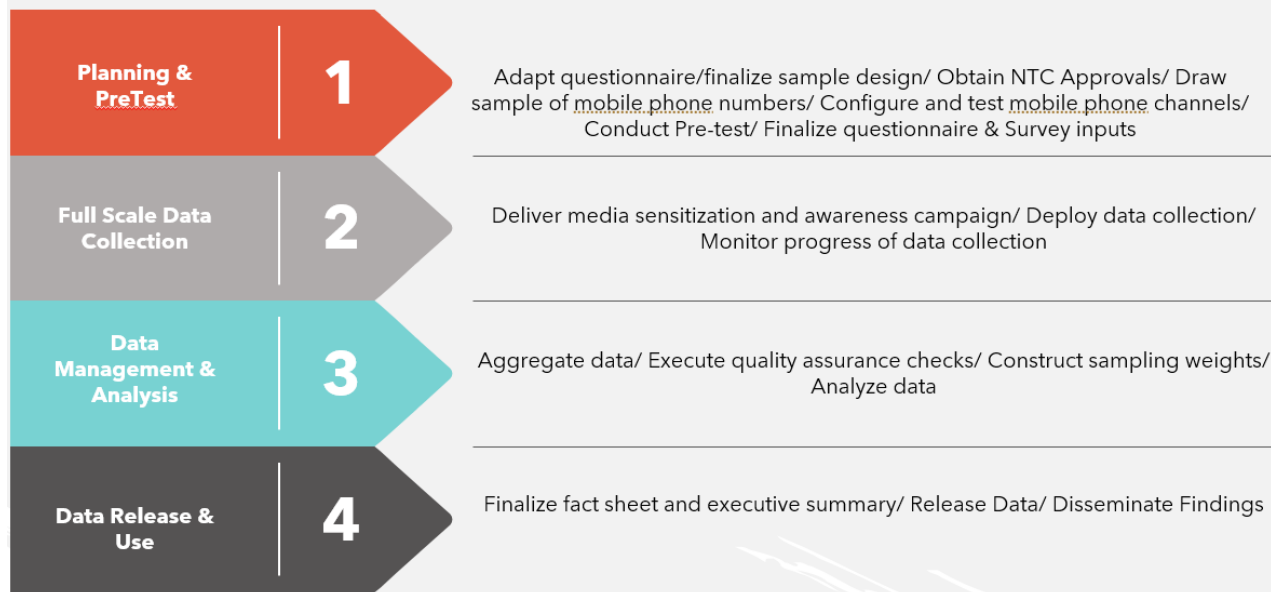 Planning &
PreTest
1
Adapt questionnaire/finalize sample design/ Obtain NTC Approvals/ Draw
sample of mobile phone numbers/ Configure and test mobile phone channels/
Conduct Pre-test/ Finalize questionnaire & Survey inputs
Full Scale Data
Collection
2
Deliver media sensitization and awareness campaign/ Deploy data collection/
Monitor progress of data collection
Data
Management &
Analysis
3
Aggregate data/ Execute quality assurance checks/ Construct sampling weights/
Analyze data
Data Release &
Use
4
Finalize fact sheet and executive summary/ Release Data/ Disseminate Findings